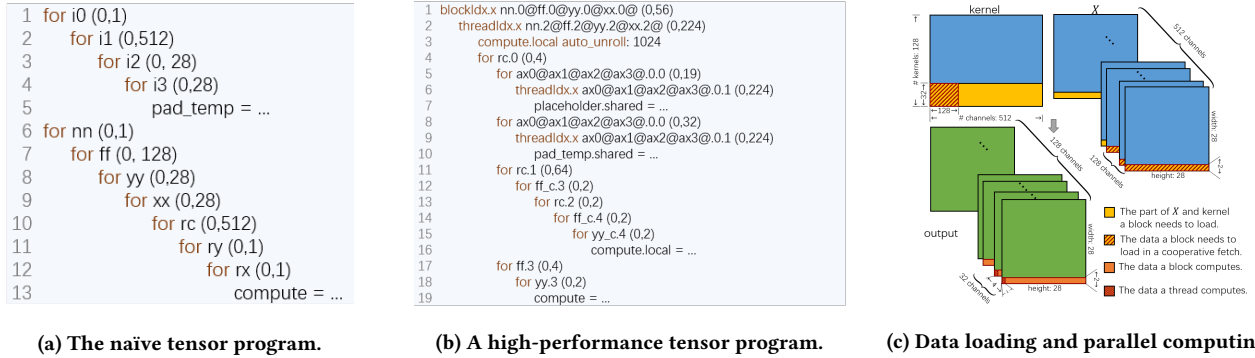 1 for i0 (0,1)
2 for i1 (0,512)
3 for i2 (0, 28)
4 for i3 (0,28)
5 pad_temp = ...
6 for nn (0,1)
7 for ff (0, 128)
8 for yy (0,28)
9 for xx (0,28)
10 for rc (0,512)
11 for ry (0,1)
12 for rx (0,1)
13 compute = ...
(a) The naïve tensor program.
1 blockIdx.x nn.0@ff.0@yy.0@xx.0@ (0,56)
2 threadIdx.x nn.2@ff.2@yy.2@xx.2@ (0,224)
3 compute.local auto_unroll: 1024
4 for rc.0 (0,4)
5 for ax0@ax1@ax2@ax3@.0.0 (0,19)
6 threadIdx.x ax0@ax1@ax2@ax3@.0.1 (0,224)
7 placeholder.shared = ...
8 for ax0@ax1@ax2@ax3@.0.0 (0,32)
9 threadIdx.x ax0@ax1@ax2@ax3@.0.1 (0,224)
10 pad_temp.shared = ...
11 for rc.1 (0,64)
12 for ff_c.3 (0,2)
13 for rc.2 (0,2)
14 for ff_c.4 (0,2)
15 for yy_c.4 (0,2)
16 compute.local = ...
17 for ff.3 (0,4)
18 for yy.3 (0,2)
19 compute = ...
(b) A high-performance tensor program.
kernel
X
# kernels: 128
32
128
# channels: 512
512 channels
width: 28
128 channels
2
height: 28
128 channels
output
width: 28
32 channels
4
2
height: 28
The part of X and kernel
a block needs to load.
The data a block needs to
load in a cooperative fetch.
The data a block computes.
The data a thread computes.
(c) Data loading and parallel computin